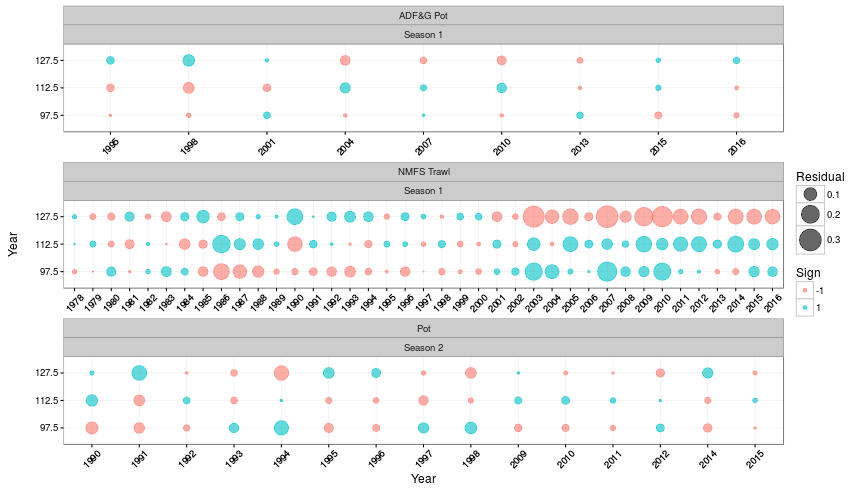 ADF&G Pot
Season 1
127.5
112.5
97.5
1995 1998 2001 2004 2007 2010 2013 2015 2016
NMFS Trawl
Season 1
127.5
112.5
97.5
1978 1979 1980 1981 1982 1983 1984 1985 1986 1987 1988 1989 1990 1991 1992 1993 1994 1995 1996 1997 1998 1999 2000 2001 2002 2003 2004 2005 2006 2007 2008 2009 2010 2011 2012 2013 2014 2015 2016
Pot
Season 2
127.5
112.5
97.5
1990 1991 1992 1993 1994 1995 1996 1997 1998 2009 2010 2011 2012 2014 2015
Year
Year
Residual
0.1
0.2
0.3
Sign
-1
1